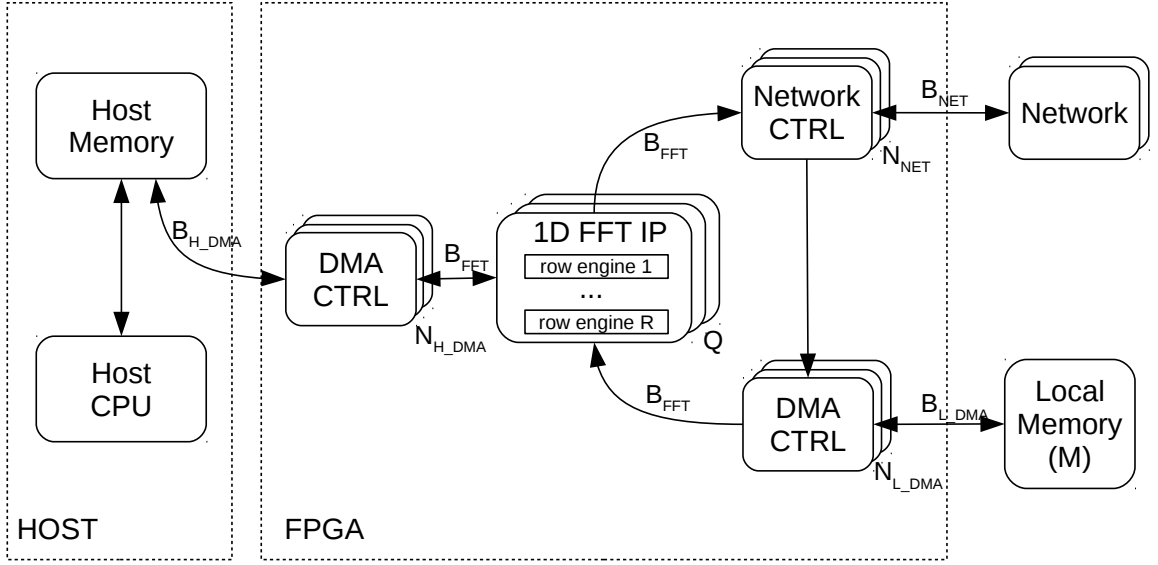 Host
Memory
B_H_DMA
Host
CPU
HOST
DMA
CTRL
N_H_DMA
B_FFT
1D FFT IP
row engine 1
...
row engine R
Q
B_FFT
Network
CTRL
N_NET
B_NET
Network
B_FFT
DMA
CTRL
N_L_DMA
B_L_DMA
Local
Memory
(M)
FPGA